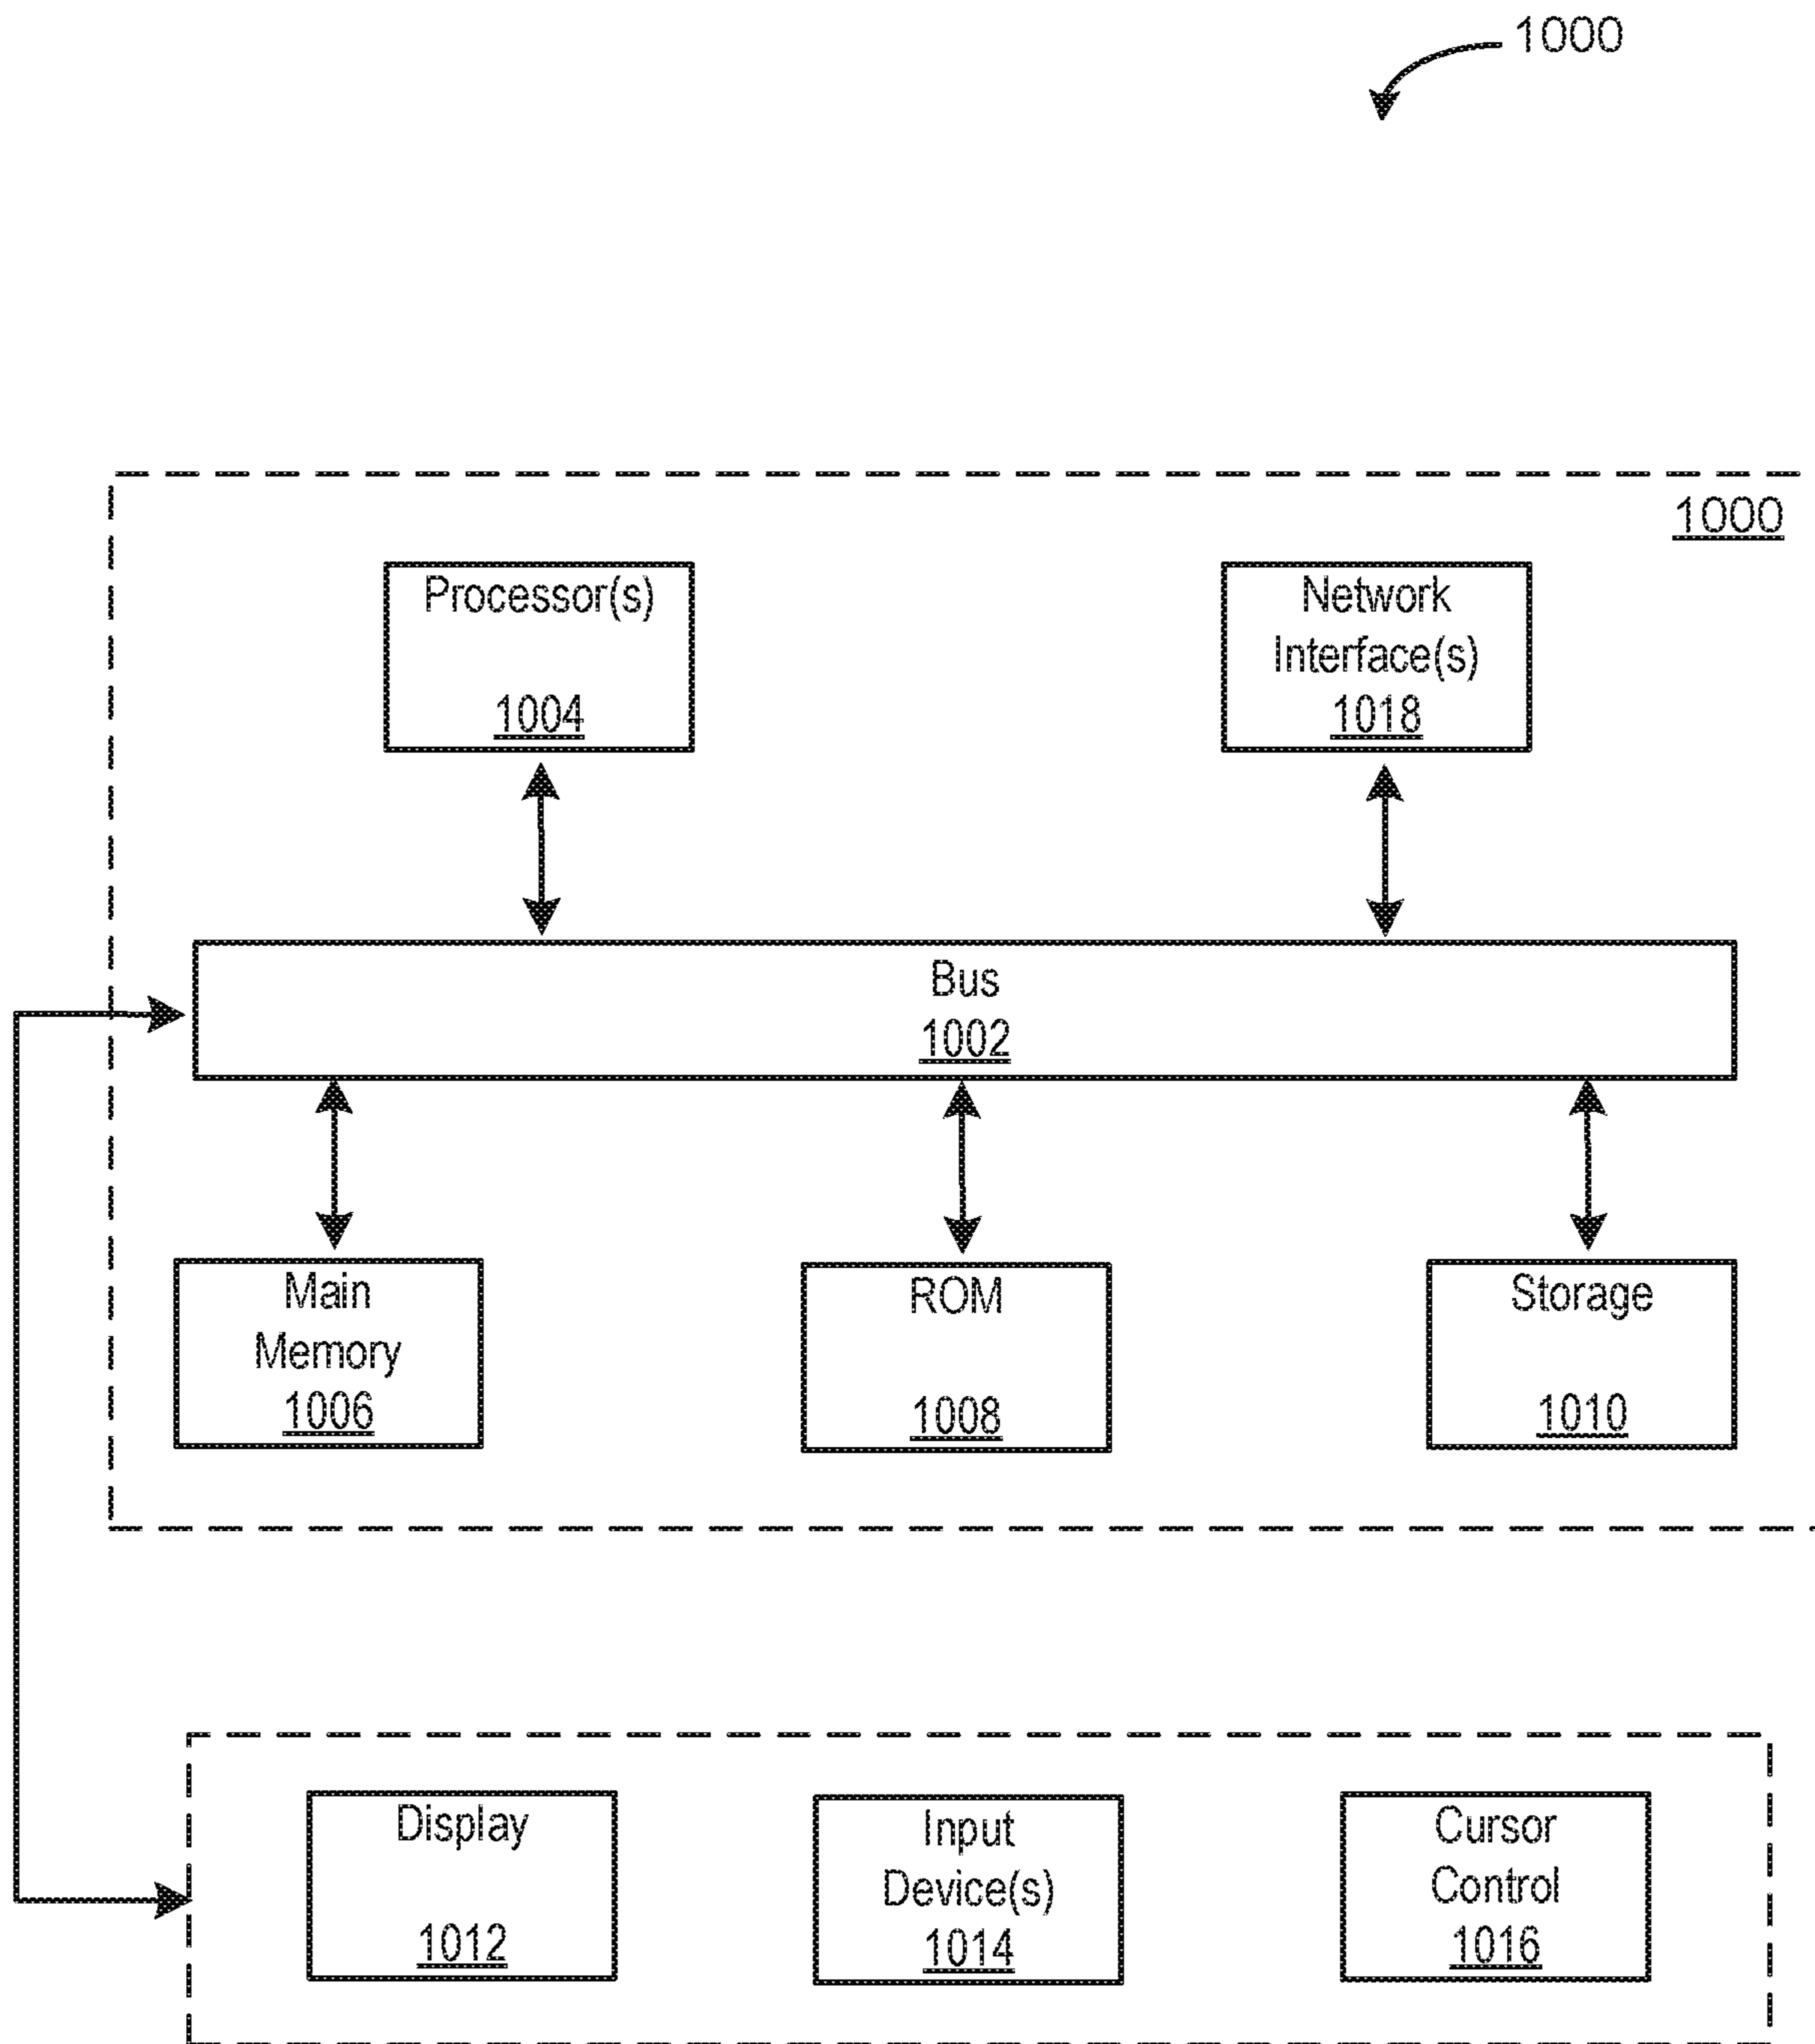 1000
1000
Processor(s)
1004
Network
Interface(s)
1018
Bus
1002
Main
Memory
1006
ROM
1008
Storage
1010
Display
1012
Input
Device(s)
1014
Cursor
Control
1016